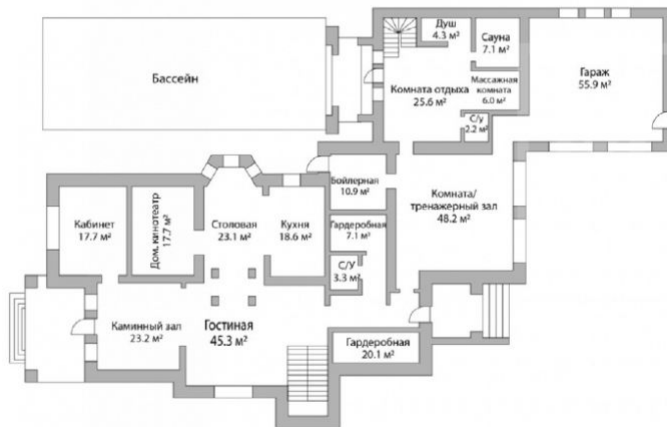 Душ
4.3 м²
Сауна
7.1 м²
Бассейн
Гараж
55.9 м²
Комната отдыха
25.6 м²
Массажная
комната
6.0 м²
С/у
2.2 м²
Бойлерная
10.9 м²
Комната/
тренажерный зал
48.2 м²
Кабинет
17.7 м²
Дом. кинотеатр
17.7 м²
Столовая
23.1 м²
Кухня
18.6 м²
Гардеробная
7.1 м²
С/У
3.3 м²
Каминный зал
23.2 м²
Гостиная
45.3 м²
Гардеробная
20.1 м²